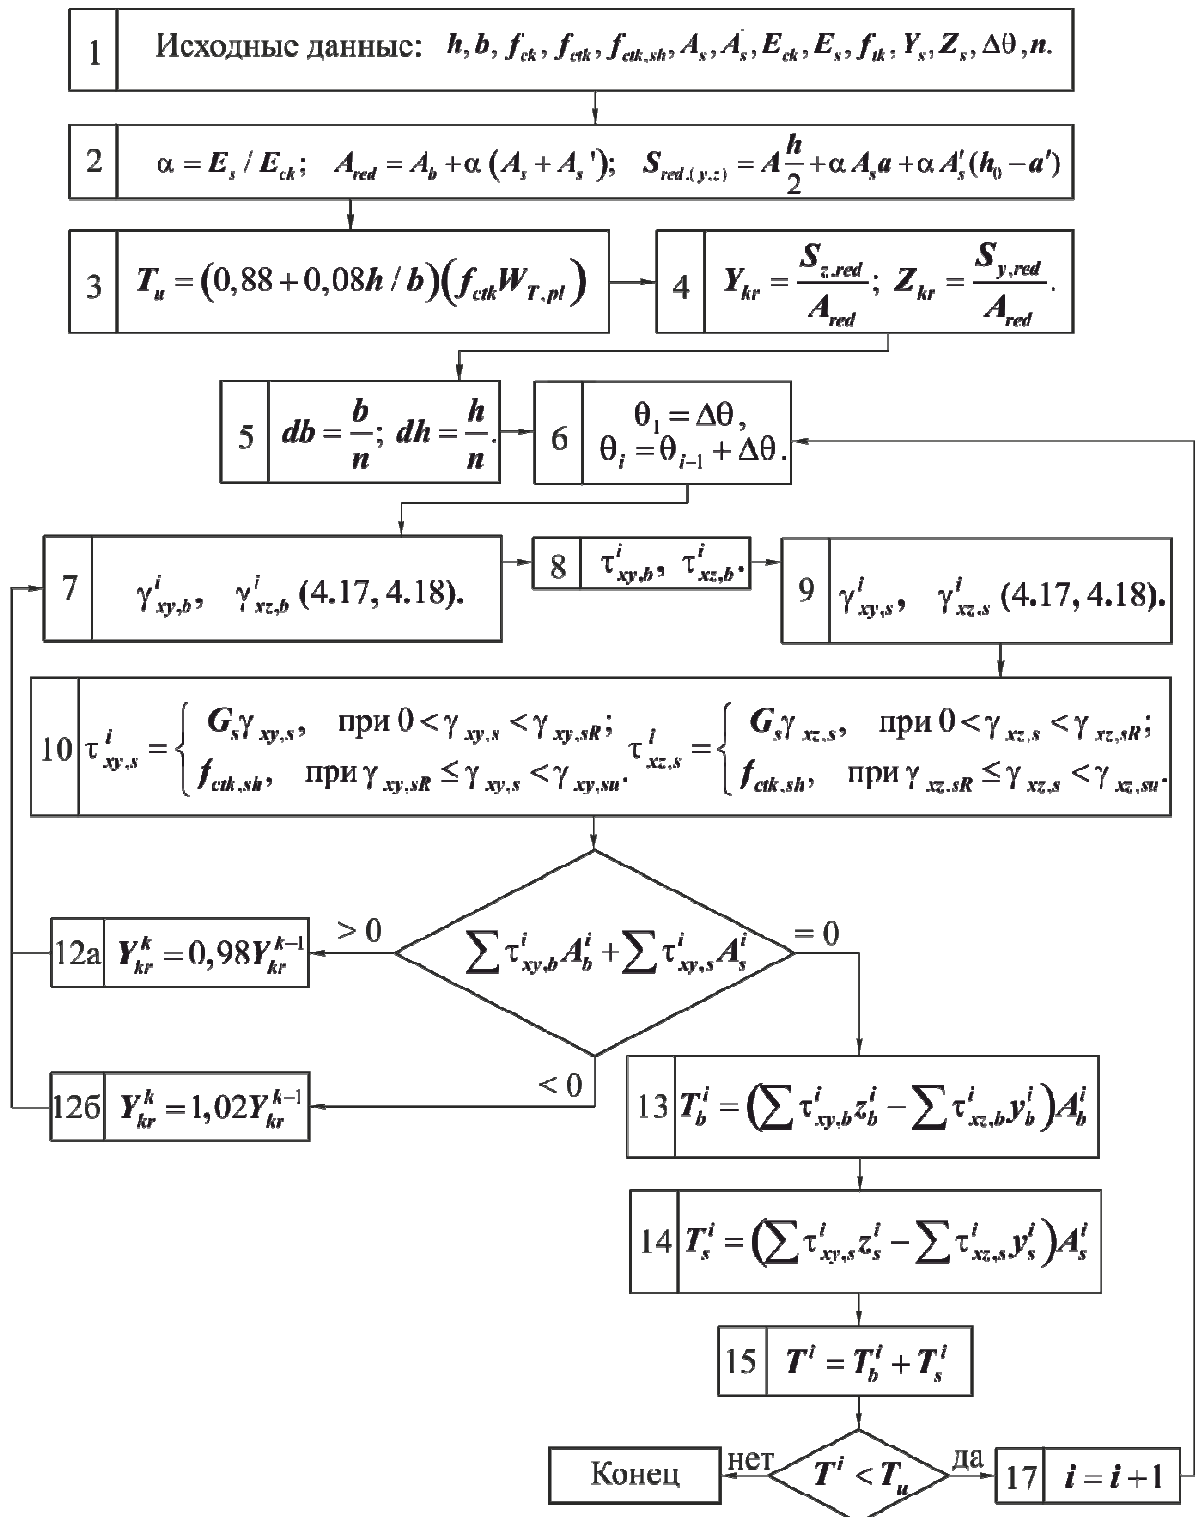 1 Исходные данные: h, b, f_ck, f_ctk, f_ctk,sh, A_s, A_s', E_ck, E_s, f_tk, Y_s, Z_s, Δθ, n.
2 α = E_s / E_ck; A_red = A_b + α (A_s + A_s'); S_red,(y,z) = A h/2 + α A_s a + α A'_s (h_0 – a')
3 T_u = (0,88 + 0,08h / b)(f_ctk W_T,pl)
4 Y_kr = S_z.red / A_red; Z_kr = S_y,red / A_red.
5 db = b/n; dh = h/n.
6 θ_1 = Δθ,
θ_i = θ_i–1 + Δθ.
7 γ^i_xy,b, γ^i_xz,b (4.17, 4.18).
8 τ^i_xy,b, τ^i_xz,b.
9 γ^i_xy,s, γ^i_xz,s (4.17, 4.18).
10 τ^i_xy,s = { G_s γ_xy,s, при 0 < γ_xy,s < γ_xy,sR; f_ctk,sh, при γ_xy,sR ≤ γ_xy,s < γ_xy,su.
τ^i_xz,s = { G_s γ_xz,s, при 0 < γ_xz,s < γ_xz,sR; f_ctk,sh, при γ_xz,sR ≤ γ_xz,s < γ_xz,su.
∑ τ^i_xy,b A^i_b + ∑ τ^i_xy,s A^i_s
> 0
= 0
< 0
12а Y^k_kr = 0,98Y^k–1_kr
12б Y^k_kr = 1,02Y^k–1_kr
13 T^i_b = (∑ τ^i_xy,b z^i_b – ∑ τ^i_xz,b y^i_b)A^i_b
14 T^i_s = (∑ τ^i_xy,s z^i_s – ∑ τ^i_xz,s y^i_s)A^i_s
15 T^i = T^i_b + T^i_s
T^i < T_u
нет
да
Конец
17 i = i + 1